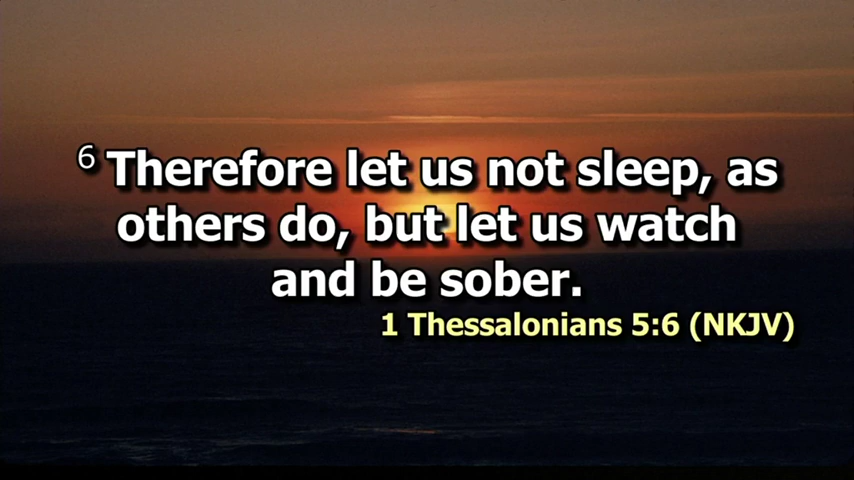 6 Therefore let us not sleep, as
others do, but let us watch
and be sober.
1 Thessalonians 5:6 (NKJV)